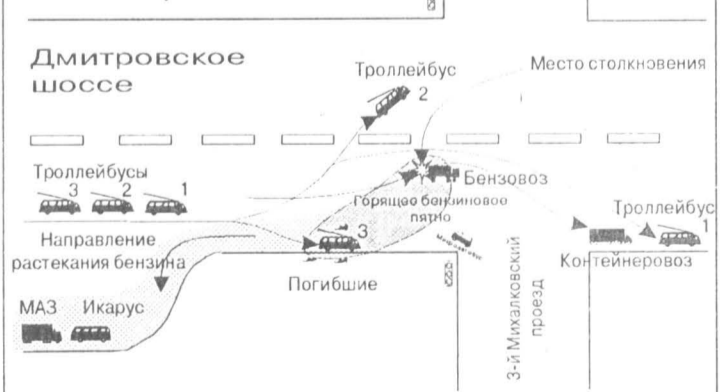 Дмитровское
шоссе
Троллейбус
2
Место столкновения
Троллейбусы
3 2 1
Бензовоз
Горящее бензиновое
пятно
Троллейбус
1
3
Направление
растекания бензина
Контейнеровоз
Погибшие
МАЗ Икарус
3-й Михалковский
проезд